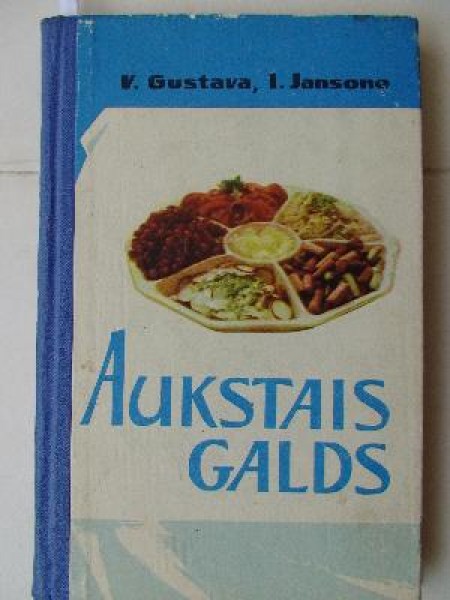 V. Gustava, I. Jansone
AUKSTAIS
GALDS